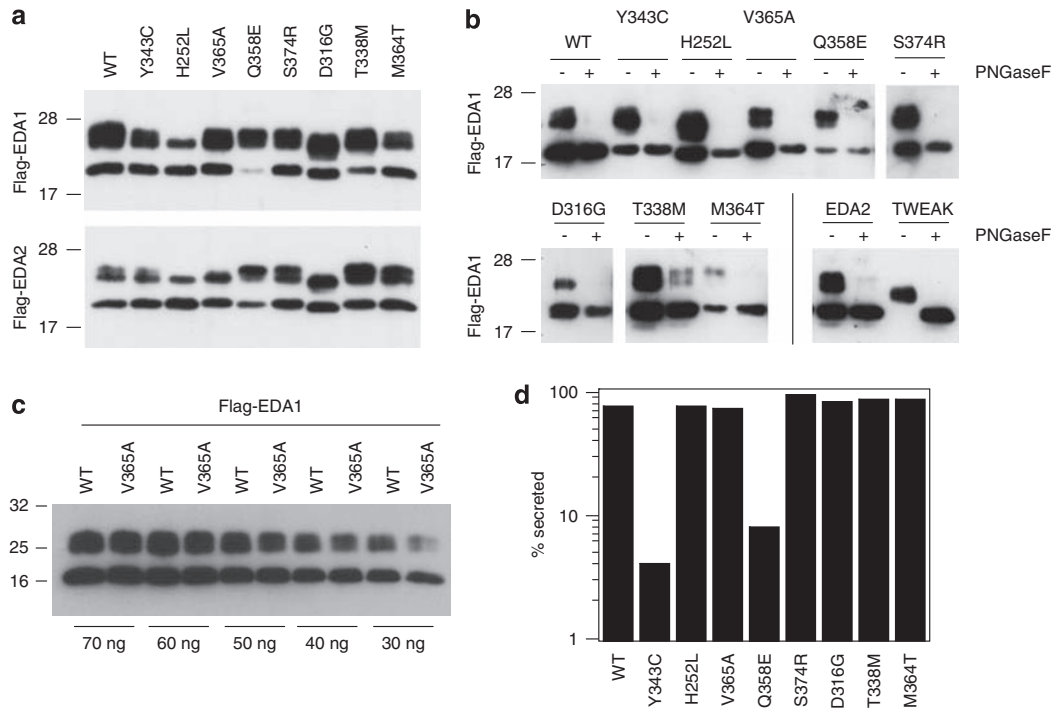 a
WT Y343C H252L V365A Q358E S374R D316G T338M M364T
Flag-EDA1
28
17
Flag-EDA2
28
17
b
Y343C V365A
WT H252L Q358E S374R
- + - + - + - + - + - + PNGaseF
Flag-EDA1
28
17
D316G T338M M364T EDA2 TWEAK
- + - + - + - + - + PNGaseF
Flag-EDA1
28
17
c
Flag-EDA1
WT V365A WT V365A WT V365A WT V365A WT V365A
32
25
16
70 ng 60 ng 50 ng 40 ng 30 ng
d
% secreted
100
10
1
WT Y343C H252L V365A Q358E S374R D316G T338M M364T